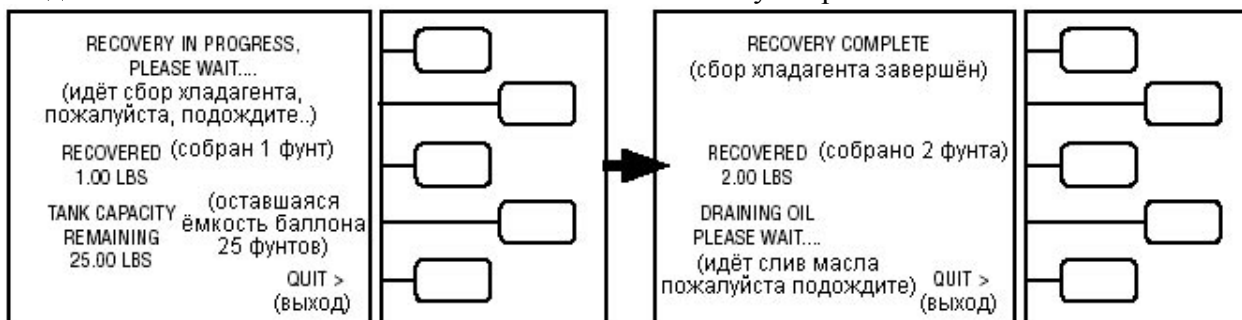 RECOVERY IN PROGRESS,
PLEASE WAIT....
(идёт сбор хладагента,
пожалуйста, подождите..)
RECOVERED (собран 1 фунт)
1.00 LBS
TANK CAPACITY (оставшаяся
REMAINING ёмкость баллона
25.00 LBS 25 фунтов)
QUIT >
(выход)
RECOVERY COMPLETE
(сбор хладагента завершён)
RECOVERED (собрано 2 фунта)
2.00 LBS
DRAINING OIL
PLEASE WAIT....
(идёт слив масла
пожалуйста подождите) QUIT >
(выход)